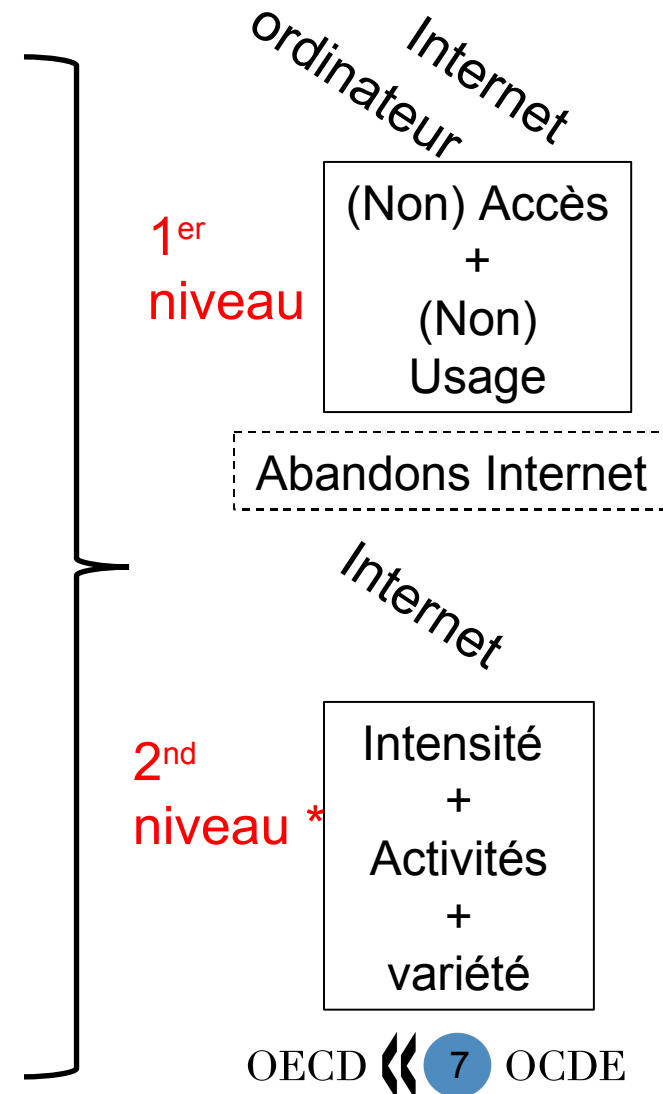 ordinateur
Internet
1er
niveau
(Non) Accès
+
(Non)
Usage
Abandons Internet
Internet
2nd
niveau *
Intensité
+
Activités
+
variété
OECD 7 OCDE